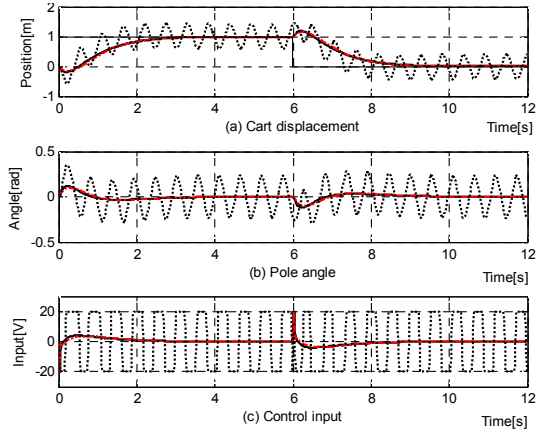 2
1
0
-1
Position[m]
0 2 4 6 8 10 12
(a) Cart displacement
Time[s]
0.5
0
-0.5
Angle[rad]
0 2 4 6 8 10 12
(b) Pole angle
Time[s]
20
0
-20
Input[V]
0 2 4 6 8 10 12
(c) Control input
Time[s]